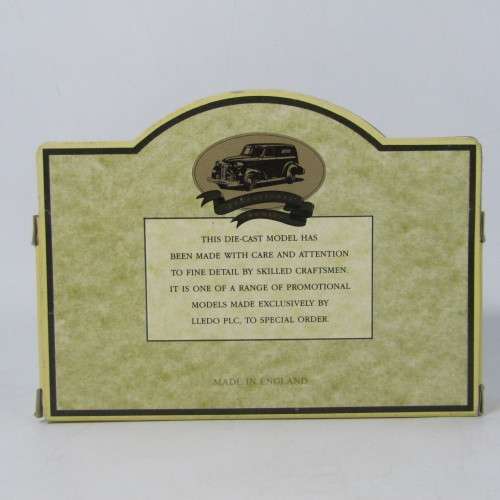 THIS DIE-CAST MODEL HAS
BEEN MADE WITH CARE AND ATTENTION
TO FINE DETAIL BY SKILLED CRAFTSMEN.
IT IS ONE OF A RANGE OF PROMOTIONAL
MODELS MADE EXCLUSIVELY BY
LLEDO PLC, TO SPECIAL ORDER.
MADE IN ENGLAND